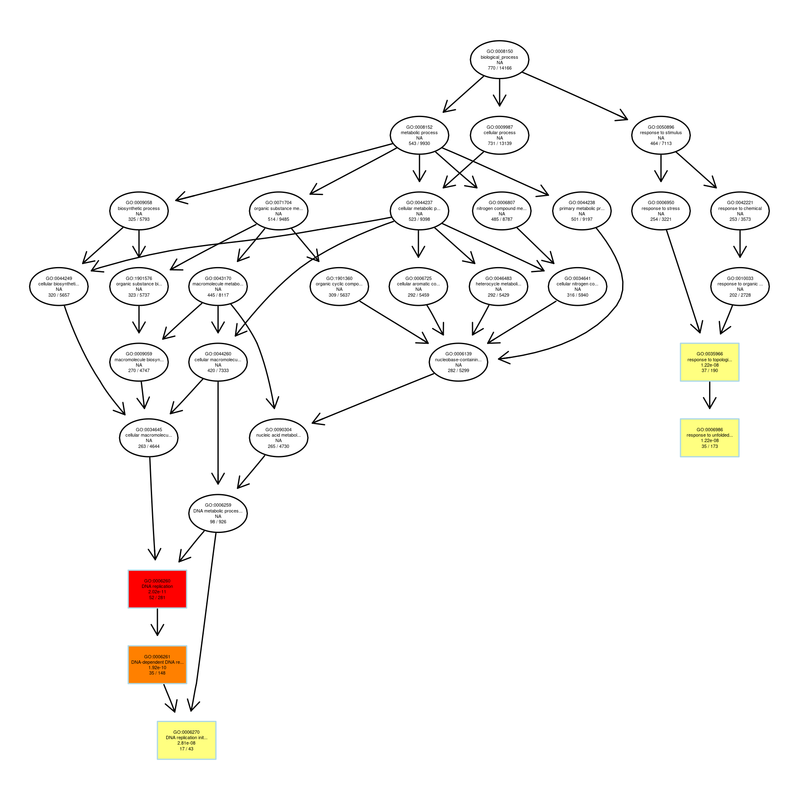 GO:0008150
biological_process
NA
770 / 14166
GO:0008152
metabolic process
NA
543 / 9930
GO:0009987
cellular process
NA
731 / 13139
GO:0050896
response to stimulus
NA
464 / 7113
GO:0009058
biosynthetic process
NA
325 / 5793
GO:0071704
organic substance me...
NA
514 / 9485
GO:0044237
cellular metabolic p...
NA
523 / 9398
GO:0006807
nitrogen compound me...
NA
485 / 8787
GO:0044238
primary metabolic pr...
NA
501 / 9197
GO:0006950
response to stress
NA
254 / 3221
GO:0042221
response to chemical
NA
253 / 3573
GO:0044249
cellular biosyntheti...
NA
320 / 5657
GO:1901576
organic substance bi...
NA
323 / 5737
GO:0043170
macromolecule metabo...
NA
445 / 8117
GO:1901360
organic cyclic compo...
NA
309 / 5637
GO:0006725
cellular aromatic co...
NA
292 / 5459
GO:0046483
heterocycle metaboli...
NA
292 / 5429
GO:0034641
cellular nitrogen co...
NA
316 / 5940
GO:0010033
response to organic ...
NA
202 / 2728
GO:0009059
macromolecule biosyn...
NA
270 / 4747
GO:0044260
cellular macromolecu...
NA
420 / 7333
GO:0006139
nucleobase-containin...
NA
282 / 5299
GO:0035966
response to topologi...
1.22e-08
37 / 190
GO:0034645
cellular macromolecu...
NA
263 / 4644
GO:0090304
nucleic acid metabol...
NA
265 / 4730
GO:0006986
response to unfolded...
1.22e-08
35 / 173
GO:0006259
DNA metabolic proces...
NA
98 / 926
GO:0006260
DNA replication
GO:0006261
DNA-dependent DNA re...
1.92e-10
35 / 148
GO:0006270
DNA replication init...
2.81e-08
17 / 43